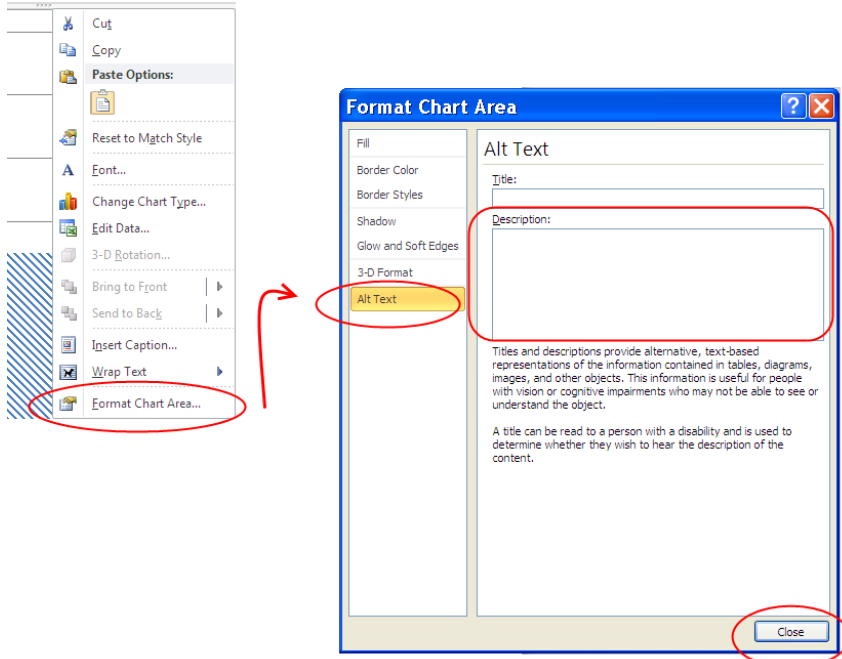 Cut
Copy
Paste Options:
Reset to Match Style
A Font...
Change Chart Type...
Edit Data...
3-D Rotation...
Bring to Front
Send to Back
Insert Caption...
Wrap Text
Format Chart Area...
Format Chart Area
?
Fill
Border Color
Border Styles
Shadow
Glow and Soft Edges
3-D Format
Alt Text
Alt Text
Title:
Description:
Titles and descriptions provide alternative, text-based
representations of the information contained in tables, diagrams,
images, and other objects. This information is useful for people
with vision or cognitive impairments who may not be able to see or
understand the object.
A title can be read to a person with a disability and is used to
determine whether they wish to hear the description of the
content.
Close